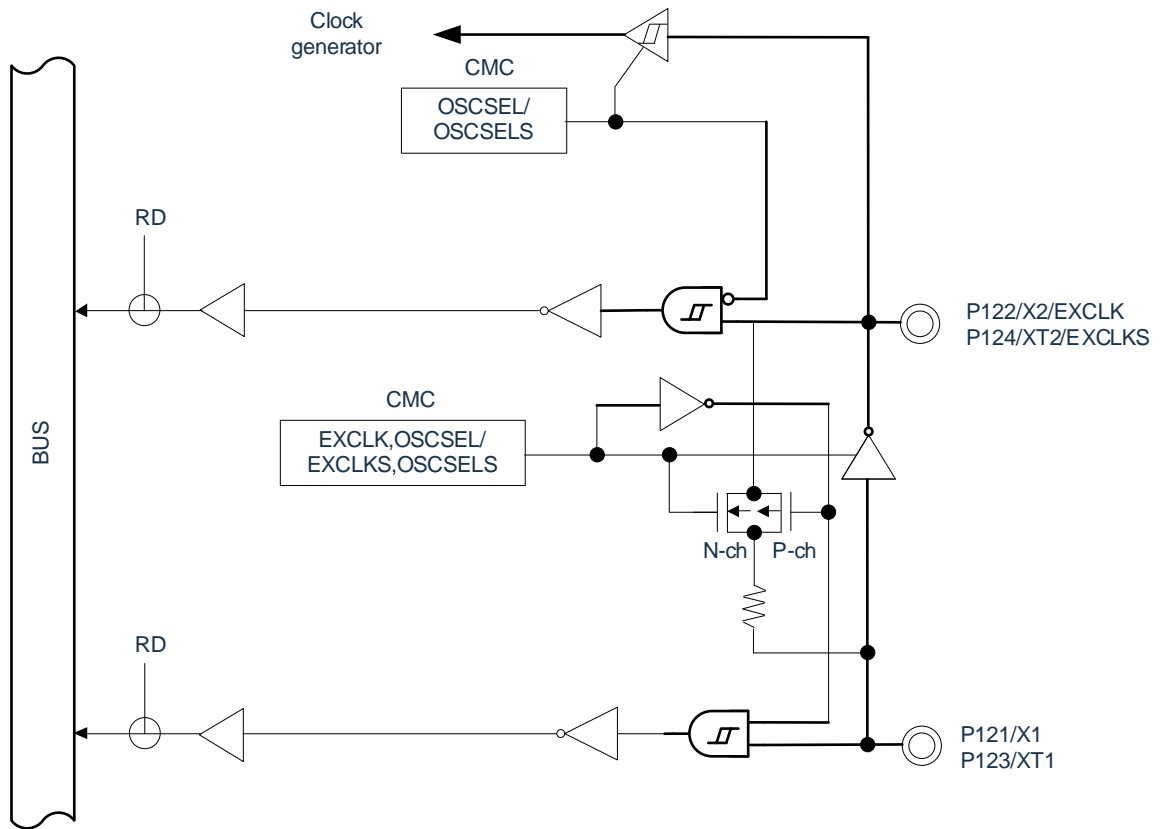 Clock
generator
CMC
OSCSEL/
OSCSELS
RD
P122/X2/EXCLK
P124/XT2/EXCLKS
CMC
EXCLK,OSCSEL/
EXCLKS,OSCSELS
BUS
N-ch
P-ch
RD
P121/X1
P123/XT1